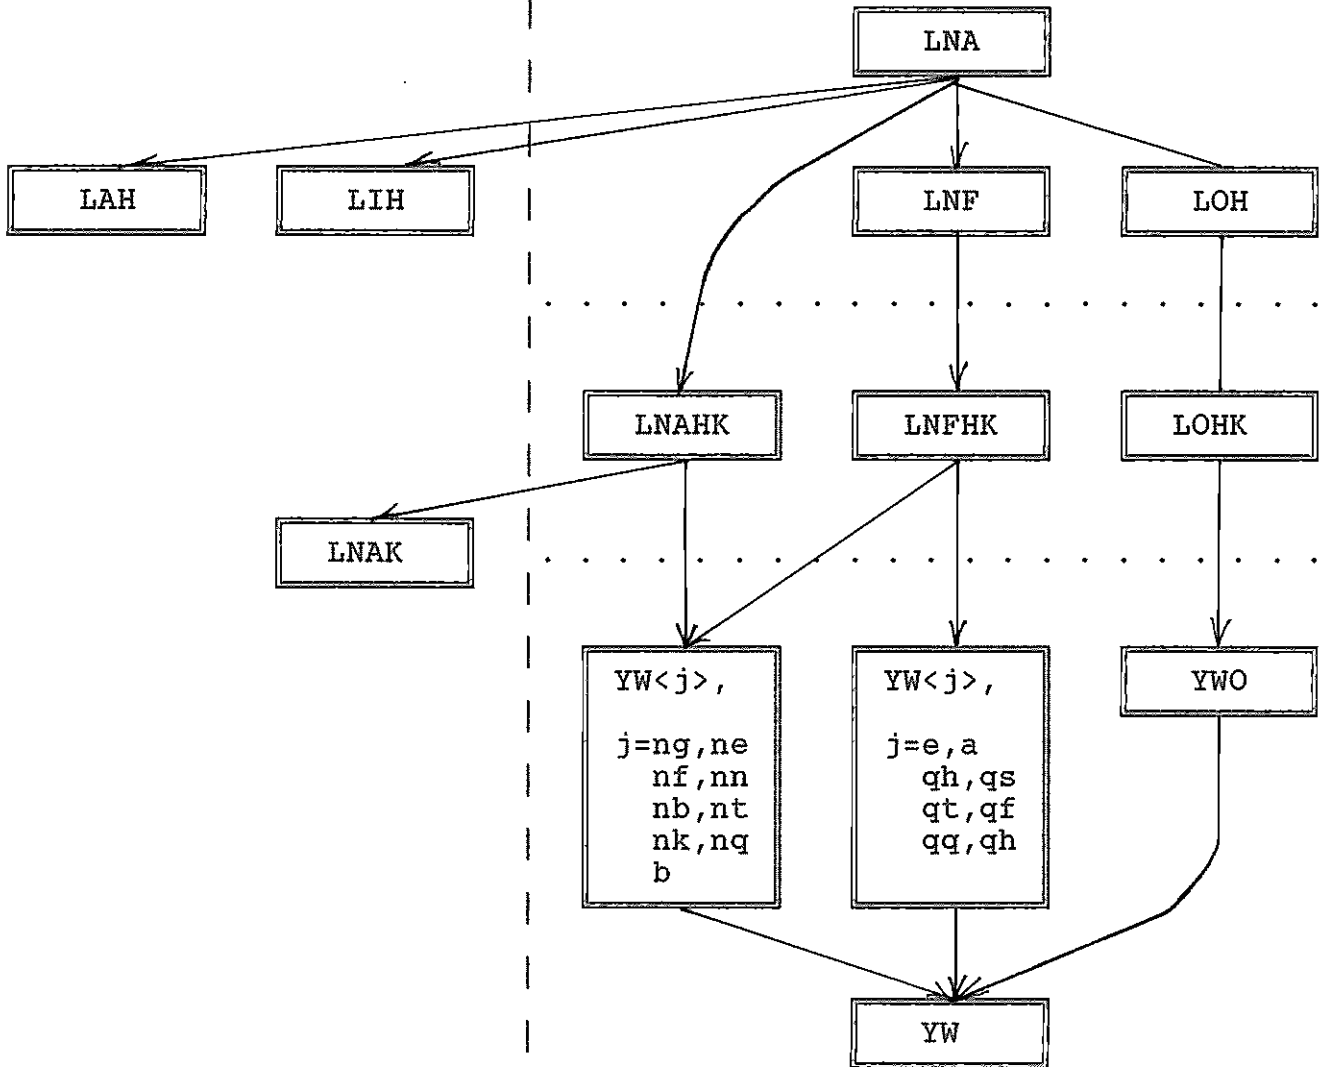 LNA
LAH
LIH
LNF
LOH
LNAHK
LNFHK
LOHK
LNAK
YW<j>,
j=ng,ne
nf,nn
nb,nt
nk,nq
b
YW<j>,
j=e,a
qh,qs
qt,qf
qq,qh
YWO
YW